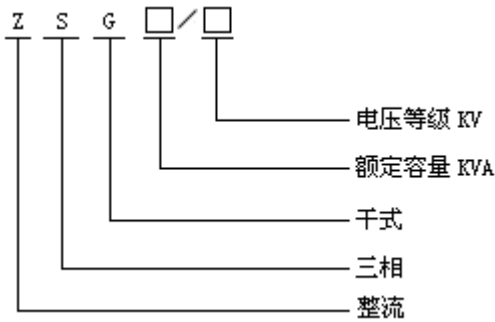 Z S G □/□
电压等级 KV
额定容量 KVA
干式
三相
整流